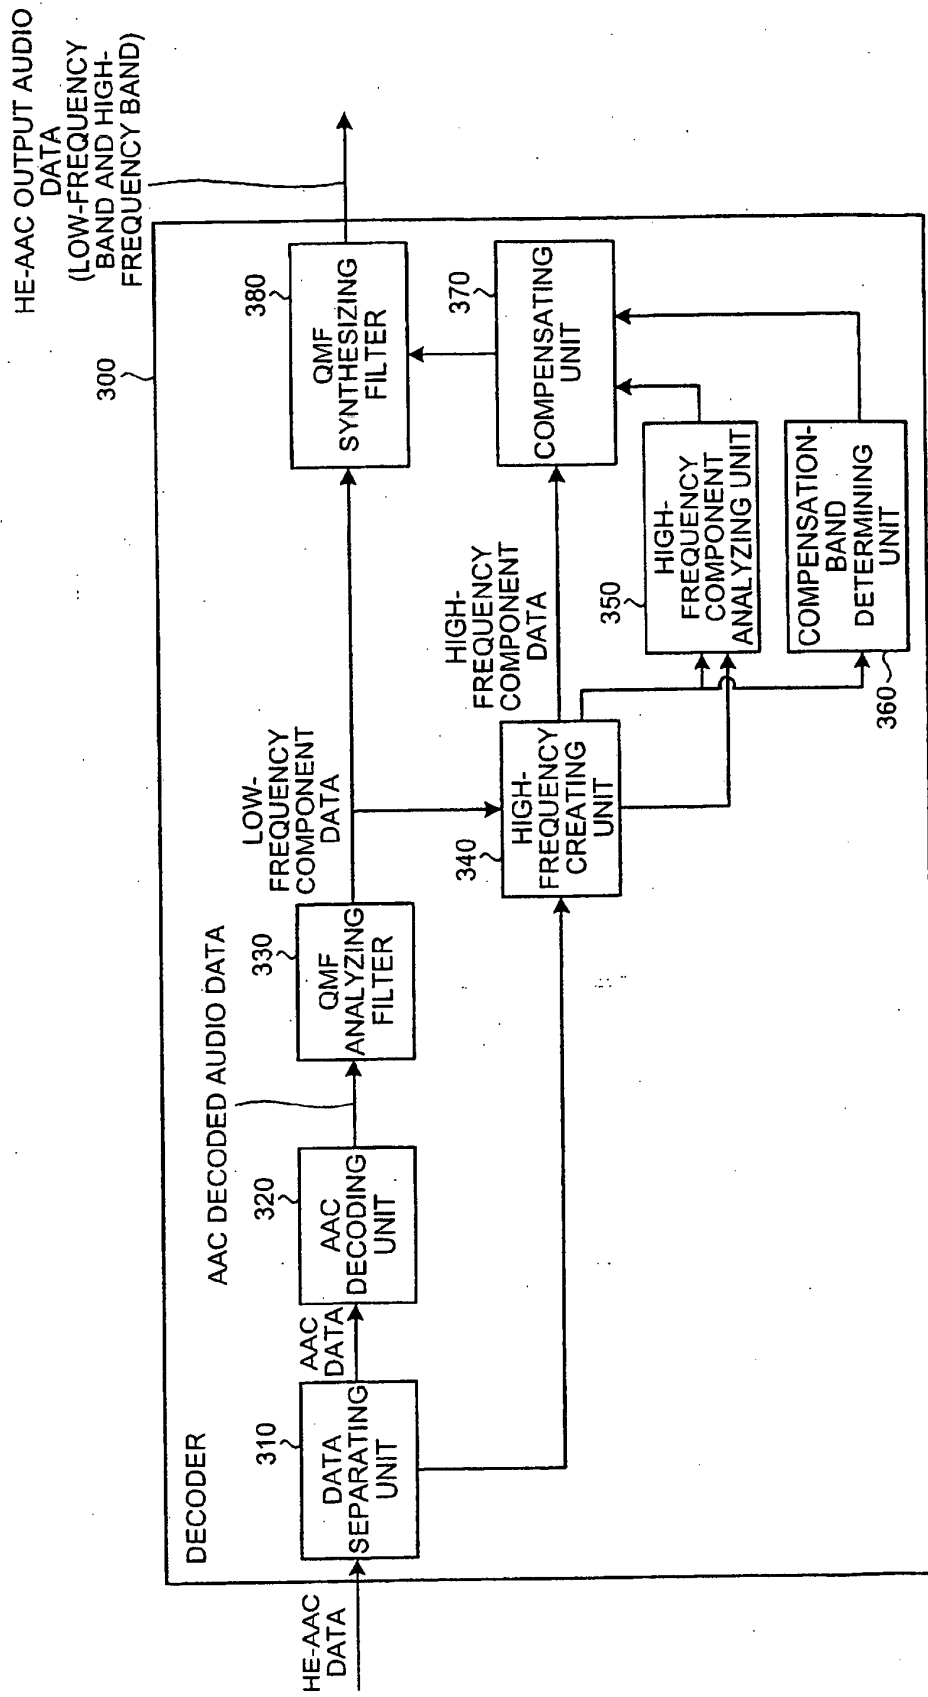 HE-AAC
DATA
DECODER
310
DATA
SEPARATING
UNIT
AAC
DATA
320
AAC
DECODING
UNIT
AAC DECODED AUDIO DATA
330
QMF
ANALYZING
FILTER
LOW-
FREQUENCY
COMPONENT
DATA
340
HIGH-
FREQUENCY
CREATING
UNIT
HIGH-
FREQUENCY
COMPONENT
DATA
350
HIGH-
FREQUENCY
COMPONENT
ANALYZING UNIT
360
COMPENSATION-
BAND
DETERMINING
UNIT
370
COMPENSATING
UNIT
380
QMF
SYNTHESIZING
FILTER
300
HE-AAC OUTPUT AUDIO
DATA
(LOW-FREQUENCY
BAND AND HIGH-
FREQUENCY BAND)